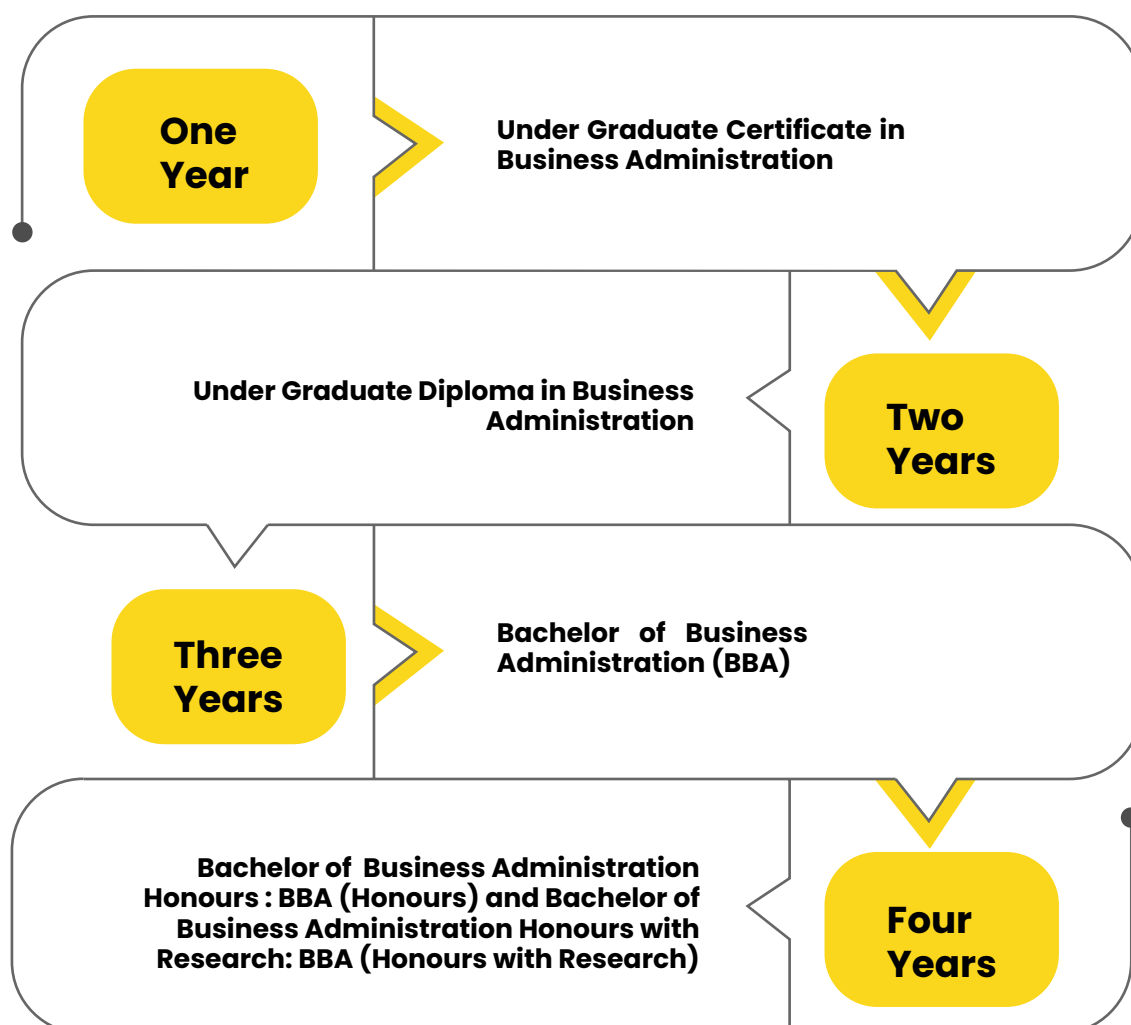 One
Year
Under Graduate Certificate in
Business Administration
Under Graduate Diploma in Business
Administration
Two
Years
Three
Years
Bachelor of Business
Administration (BBA)
Bachelor of Business Administration
Honours : BBA (Honours) and Bachelor of
Business Administration Honours with
Research: BBA (Honours with Research)
Four
Years